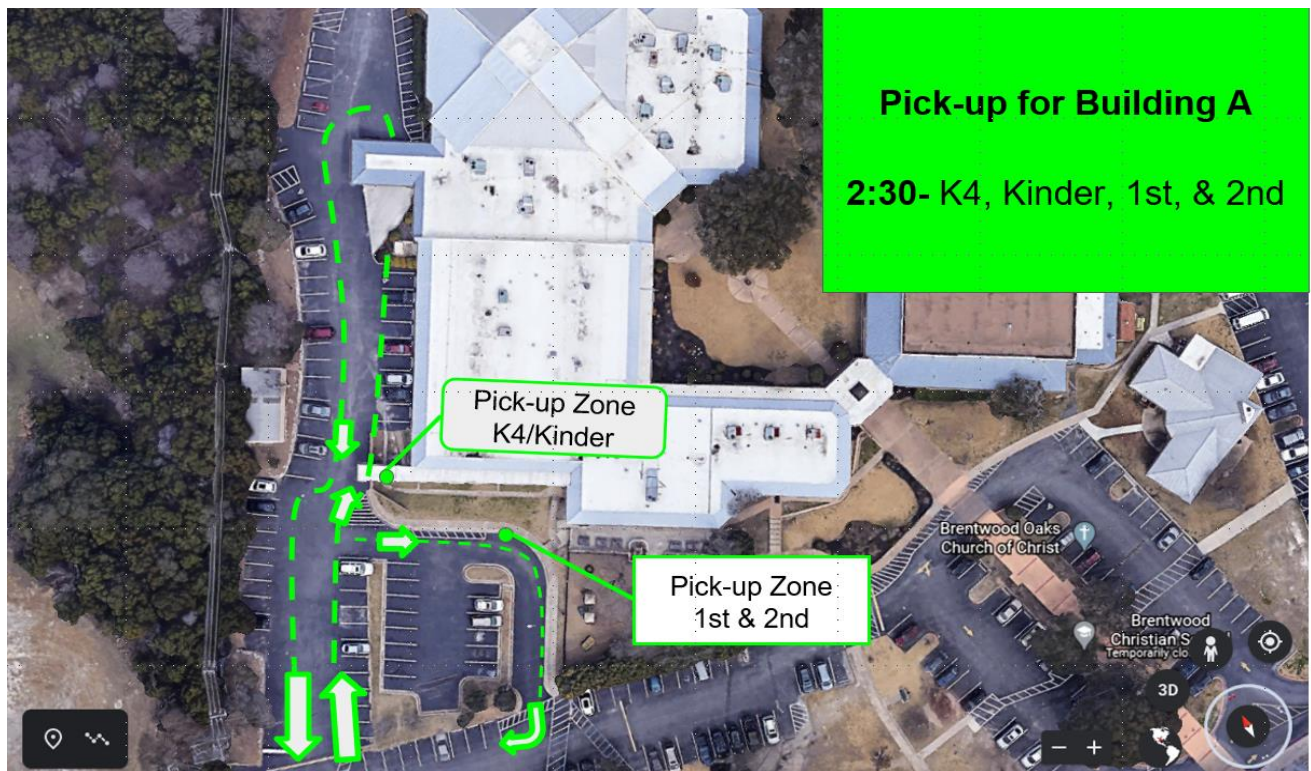 Pick-up for Building A
2:30- K4, Kinder, 1st, & 2nd
Pick-up Zone
K4/Kinder
Pick-up Zone
1st & 2nd
Brentwood Oaks
Church of Christ
Brentwood
Christian S
Temporarily clo
3D